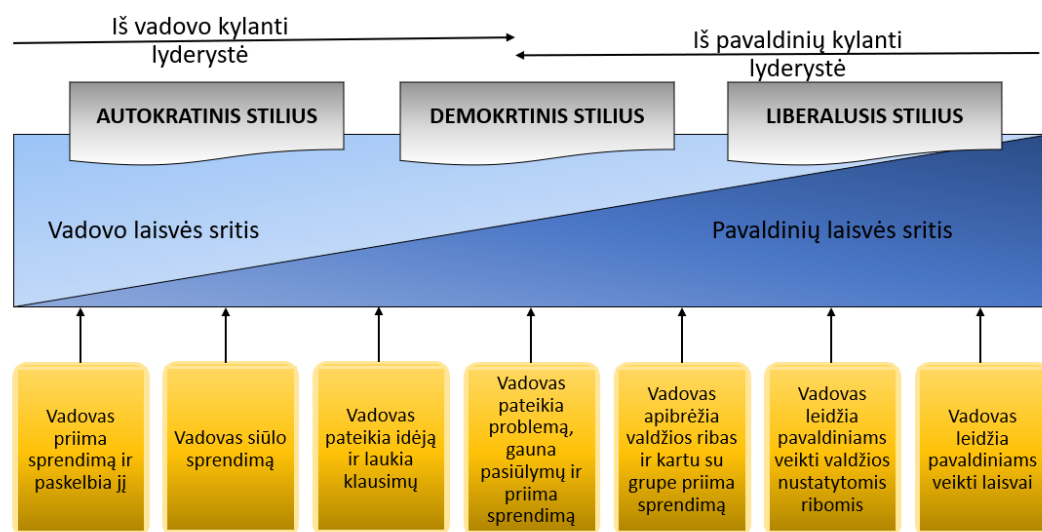 Iš vadovo kylanti
lyderystė
Iš pavaldinių kylanti
lyderystė
AUTOKRATINIS STILIUS
DEMOKRTINIS STILIUS
LIBERALUSIS STILIUS
Vadovo laisvės sritis
Pavaldinių laisvės sritis
Vadovas
priima
sprendimą ir
paskelbia jį
Vadovas siūlo
sprendimą
Vadovas
pateikia idėją
ir laukia
klausimų
Vadovas
pateikia
problemą,
gauna
pasiūlymų ir
priima
sprendimą
Vadovas
apibrėžia
valdžios ribas
ir kartu su
grupe priima
sprendimą
Vadovas
leidžia
pavaldiniams
veikti valdžios
nustatytomis
ribomis
Vadovas
leidžia
pavaldiniams
veikti laisvai